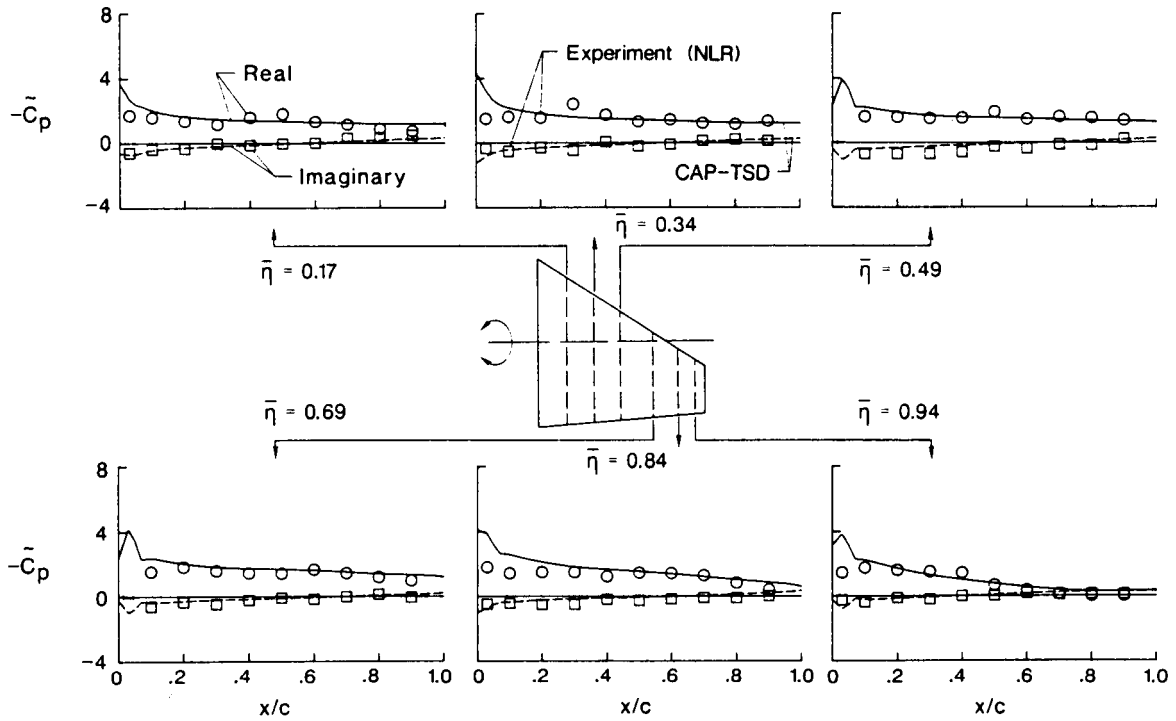 8
4
-C̃p
0
-4
Real
Imaginary
Experiment (NLR)
CAP-TSD
η̄ = 0.17
η̄ = 0.34
η̄ = 0.49
η̄ = 0.69
η̄ = 0.84
η̄ = 0.94
8
4
-C̃p
0
-4
0 .2 .4 .6 .8 1.0
0 .2 .4 .6 .8 1.0
0 .2 .4 .6 .8 1.0
x/c
x/c
x/c